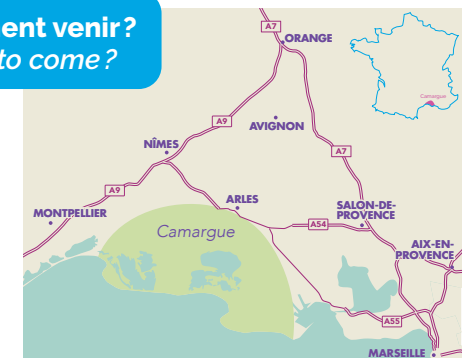 ent venir ?
to come ?
A7
ORANGE
Camargue
A9
AVIGNON
NÎMES
A7
A9
ARLES
MONTPELLIER
SALON-DE-
PROVENCE
Camargue
A54
AIX-EN-
PROVENCE
A55
MARSEILLE